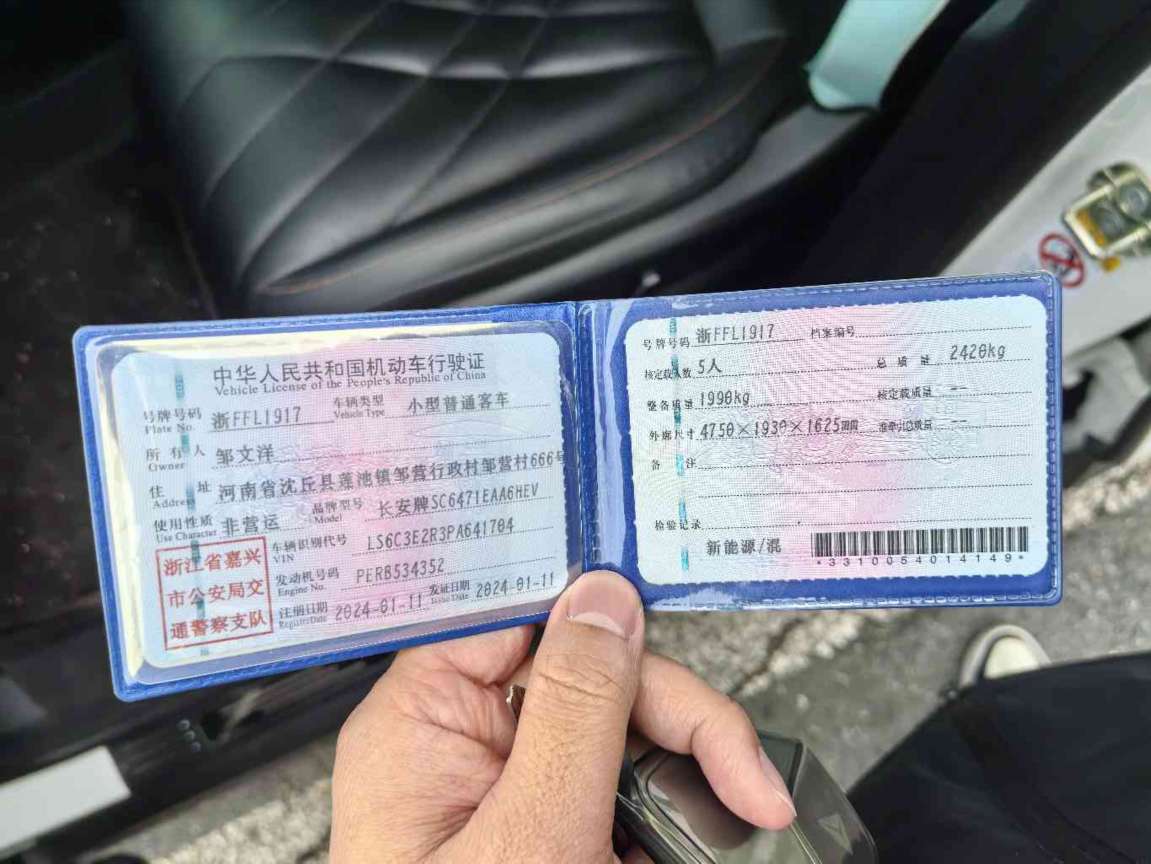 中华人民共和国机动车行驶证
Vehicle License of the People's Republic of China
号牌号码 浙FFL1917 车辆类型 小型普通客车
Plate No. Vehicle Type
所有人 邹文洋
Owner
住址 河南省沈丘县莲池镇邹营行政村邹营村666号
Address
使用性质 非营运 品牌型号 长安牌SC6471EAA6HEV
Use Character Model
浙江省嘉兴
市公安局交
通警察支队
车辆识别代号 LS6C3E2R3PA641704
VIN
发动机号码 PERB534352
Engine No.
注册日期 2024-01-11 发证日期 2024-01-11
Register Date Issue Date
号牌号码 浙FFL1917 档案编号
核定载人数 5人 总质量 2420kg
整备质量 1990kg 核定载质量 --
外廓尺寸 4750×1930×1625mm 准牵引总质量 --
备注
检验记录
新能源/混
*3310054014149*